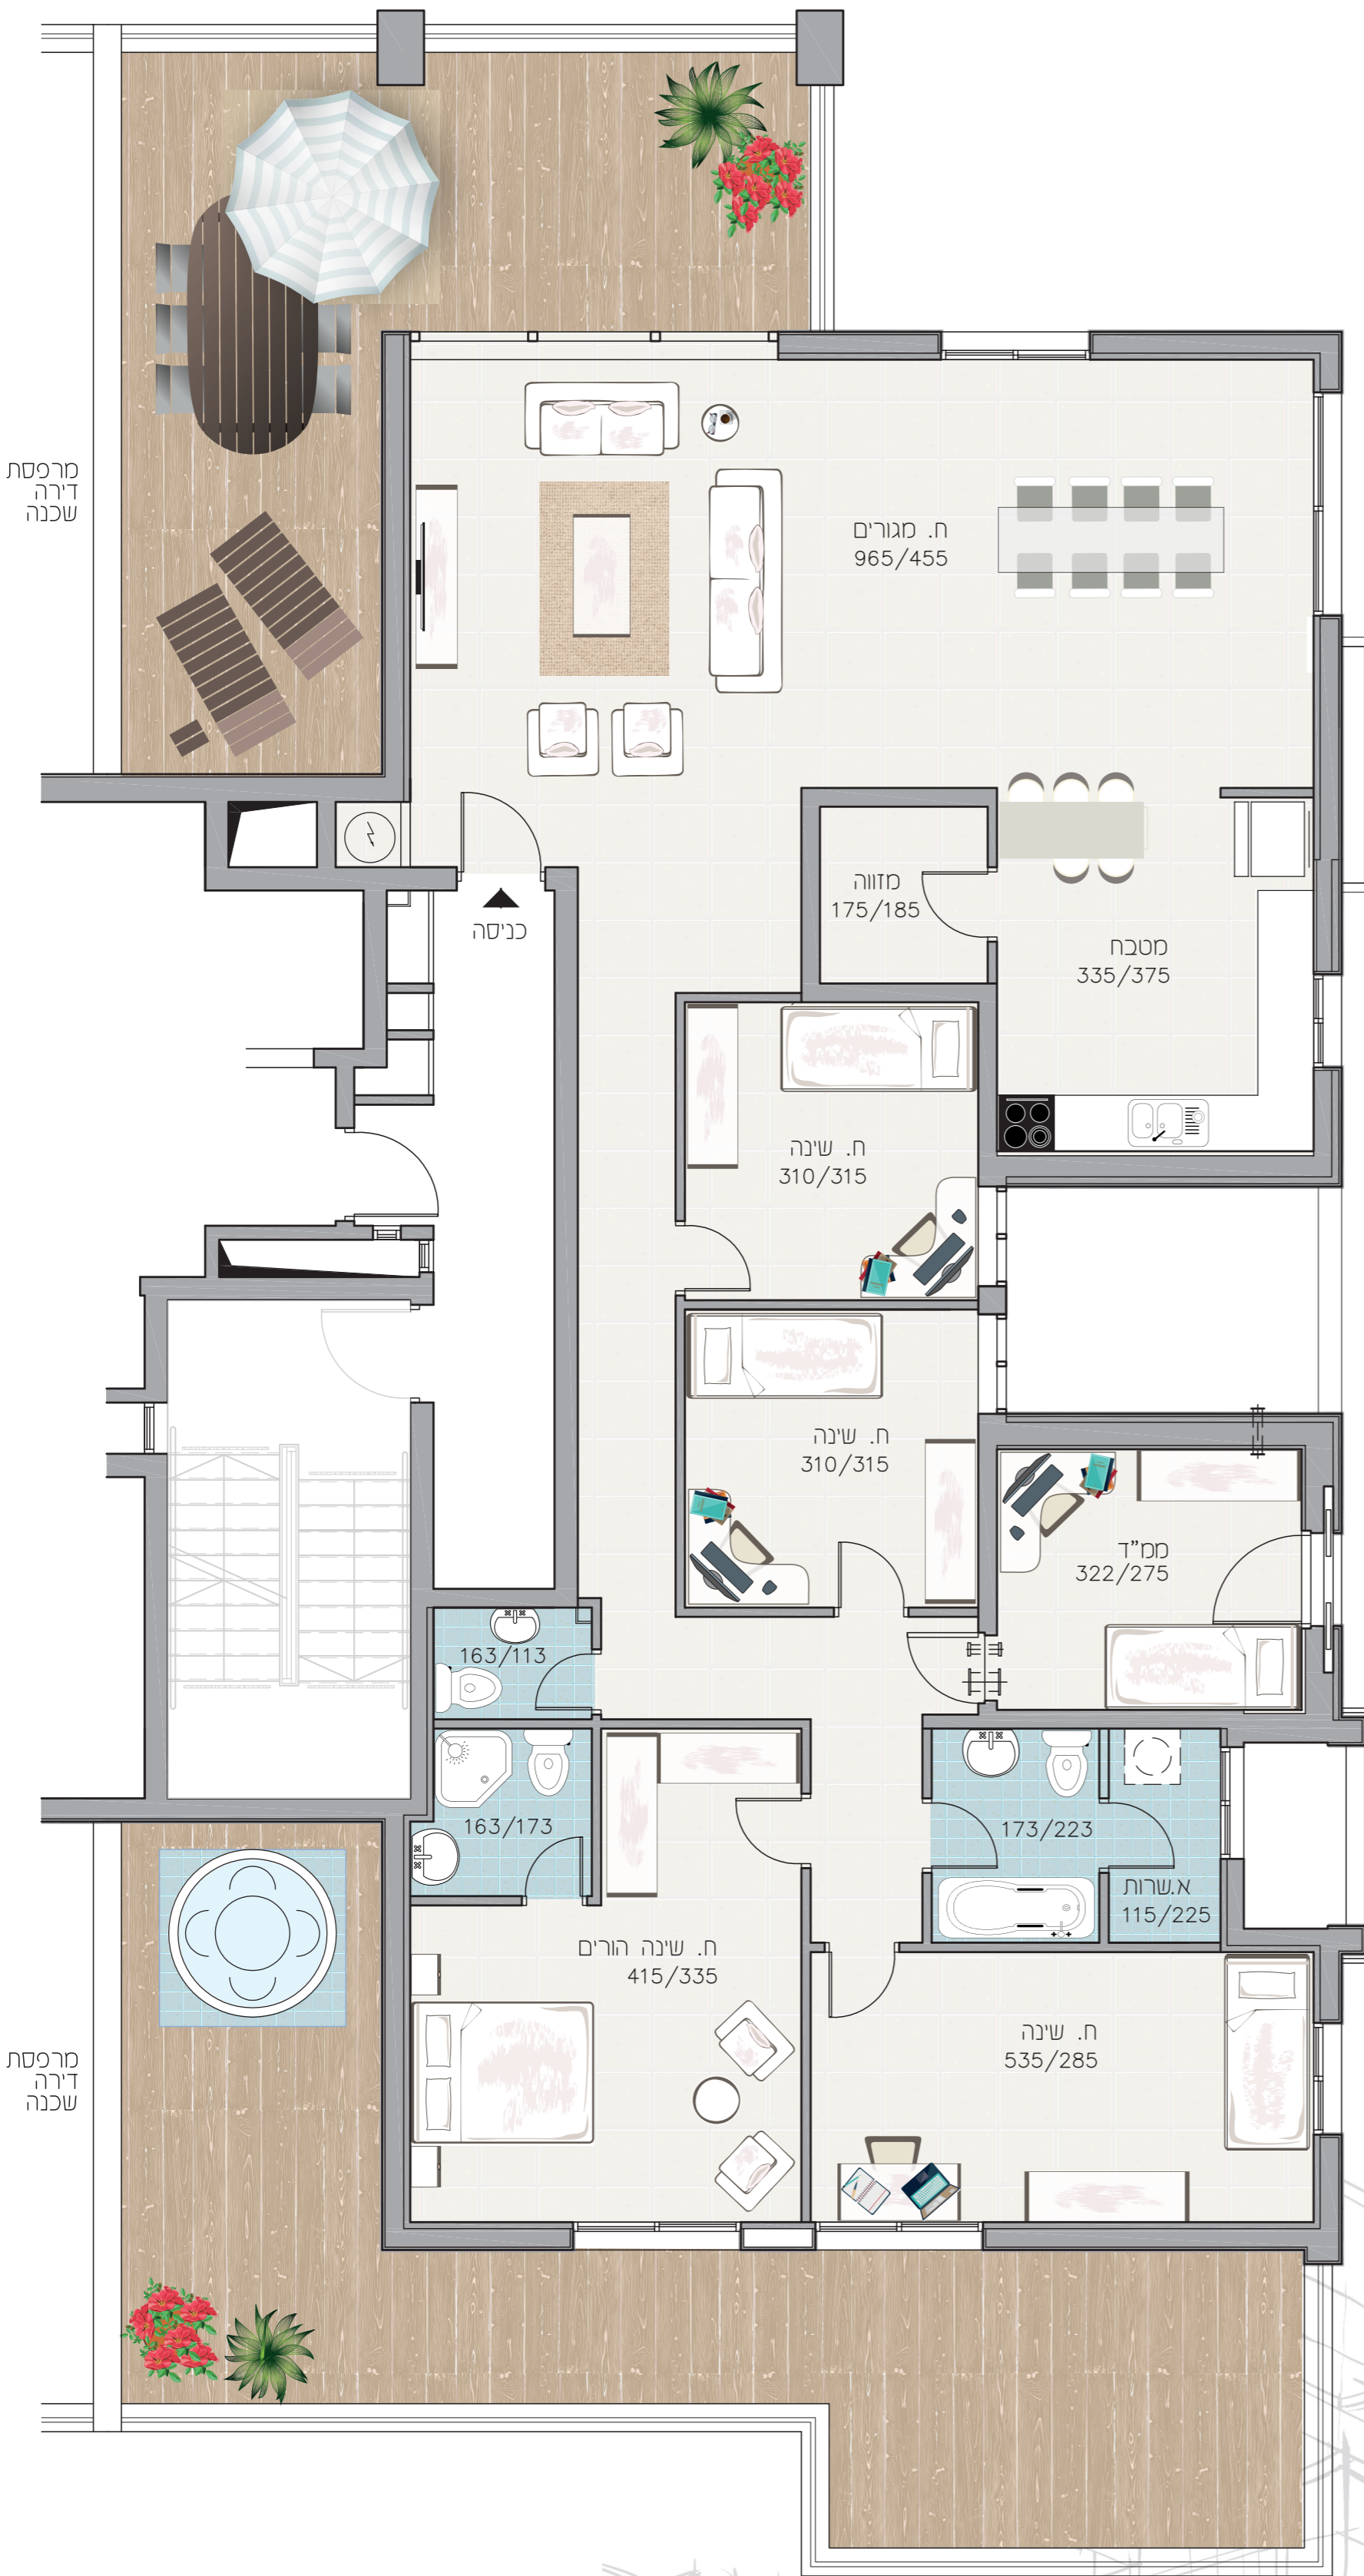 מרפסת
דירה
שכנה
ח. מגורים
965/455
מזווה
175/185
כניסה
מטבח
335/375
ח. שינה
310/315
ח. שינה
310/315
ממ"ד
322/275
163/113
163/173
173/223
א.שרות
115/225
ח. שינה הורים
415/335
ח. שינה
535/285
מרפסת
דירה
שכנה